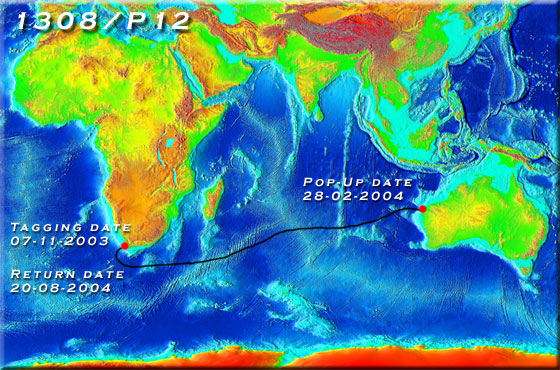 1308/P12
Pop-Up date
28-02-2004
Tagging date
07-11-2003
Return date
20-08-2004